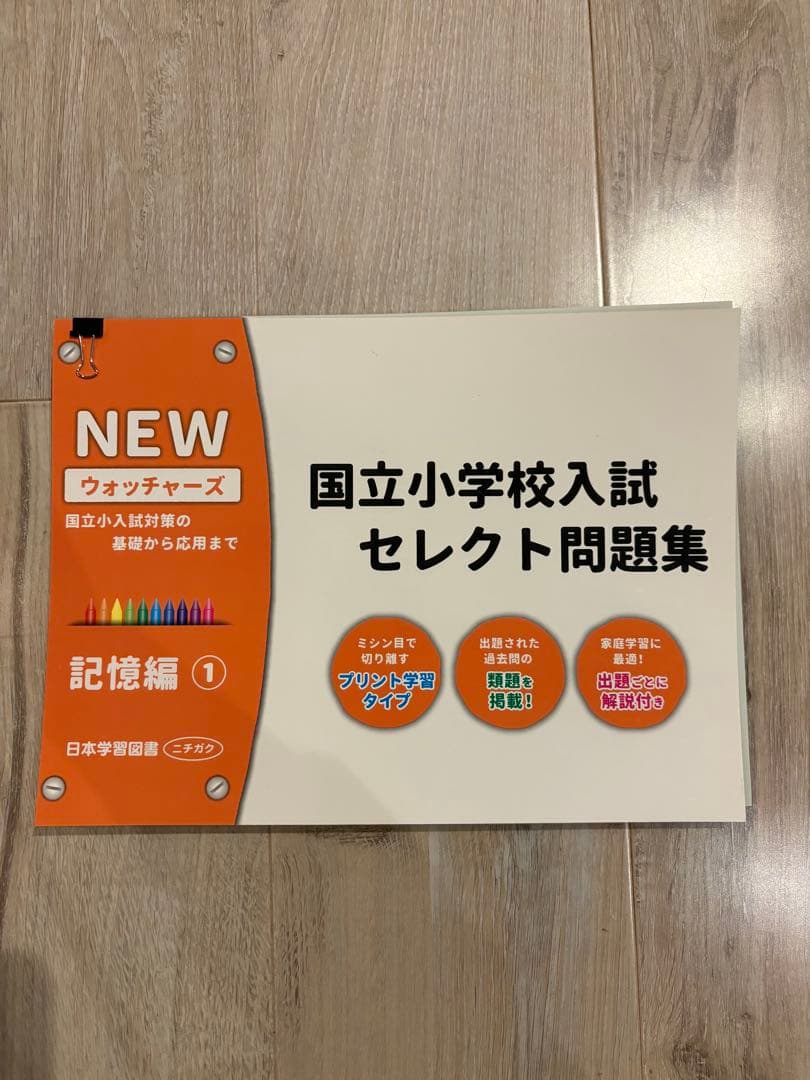 NEW
ウォッチャーズ
国立小入試対策の
基礎から応用まで
記憶編 ①
日本学習図書 ニチガク
国立小学校入試
セレクト問題集
ミシン目で
切り離す
プリント学習
タイプ
出題された
過去問の
類題を
掲載！
家庭学習に
最適！
出題ごとに
解説付き